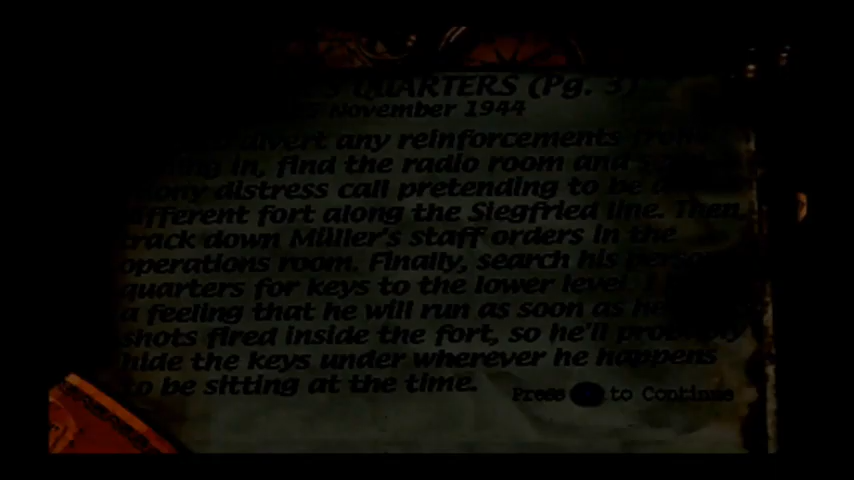 QUARTERS (Pg. 3)
November 1944
divert any reinforcements from
in, find the radio room and
phony distress call pretending to be a
different fort along the Siegfried line. Then
track down Müller's staff orders in the
operations room. Finally, search his
quarters for keys to the lower level. I
a feeling that he will run as soon as he
shots fired inside the fort, so he'll probably
hide the keys under wherever he happens
to be sitting at the time.
Press to Continue